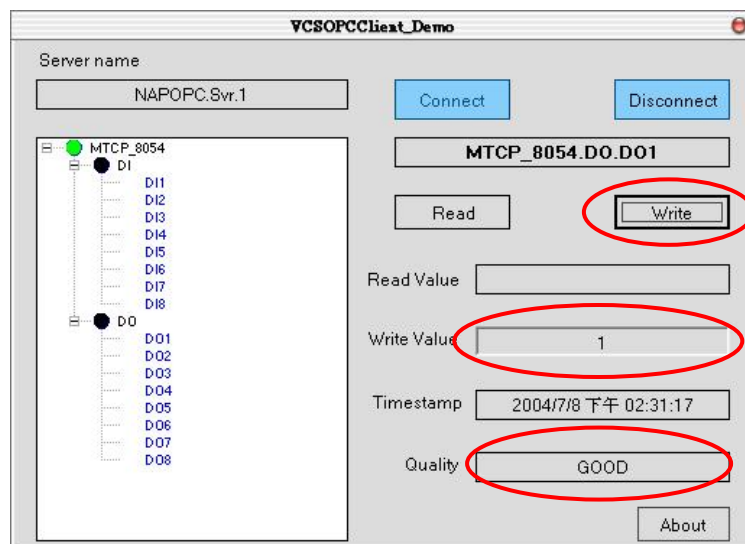 VCSOPCClient_Demo
Server name
NAPOPC.Svr.1
Connect
Disconnect
MTCP_8054
DI
DI1
DI2
DI3
DI4
DI5
DI6
DI7
DI8
DO
DO1
DO2
DO3
DO4
DO5
DO6
DO7
DO8
MTCP_8054.DO.DO1
Read
Write
Read Value
Write Value
1
Timestamp
2004/7/8 下午 02:31:17
Quality
GOOD
About